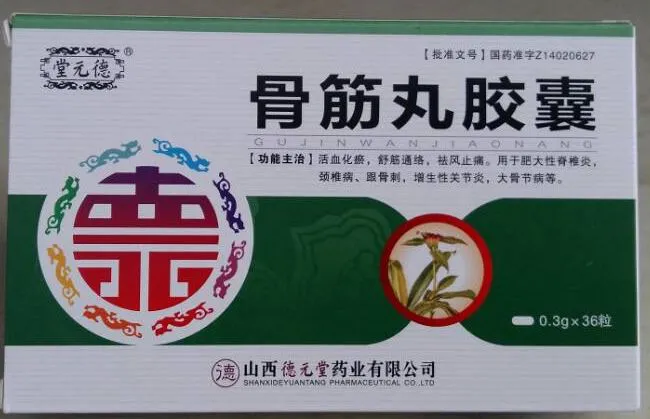 堂元德®
【批准文号】国药准字Z14020627
骨筋丸胶囊
GUJINWANJIAONANG
【功能主治】活血化瘀，舒筋通络，祛风止痛。用于肥大性脊椎炎，
颈椎病、跟骨刺，增生性关节炎，大骨节病等。
0.3g×36粒
德 山西德元堂药业有限公司
SHANXIDEYUANTANG PHARMACEUTICAL CO.,LTD